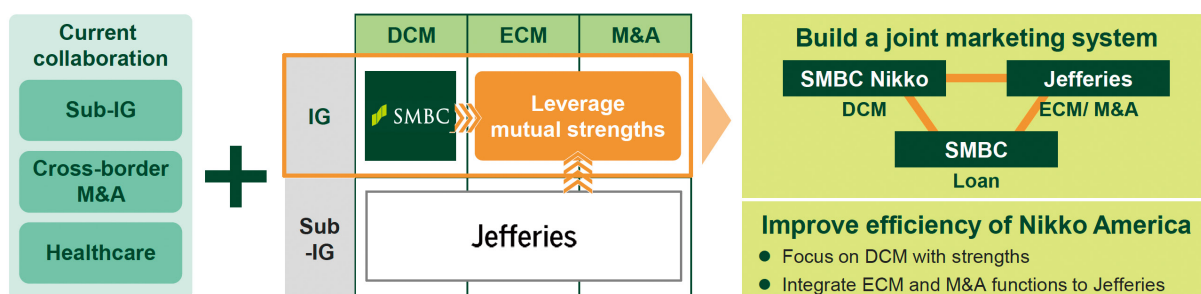 Current
collaboration
Sub-IG
Cross-border
M&A
Healthcare
DCM
ECM
M&A
IG
SMBC
Leverage
mutual strengths
Sub
-IG
Jefferies
Build a joint marketing system
SMBC Nikko
Jefferies
DCM
ECM/ M&A
SMBC
Loan
Improve efficiency of Nikko America
● Focus on DCM with strengths
● Integrate ECM and M&A functions to Jefferies